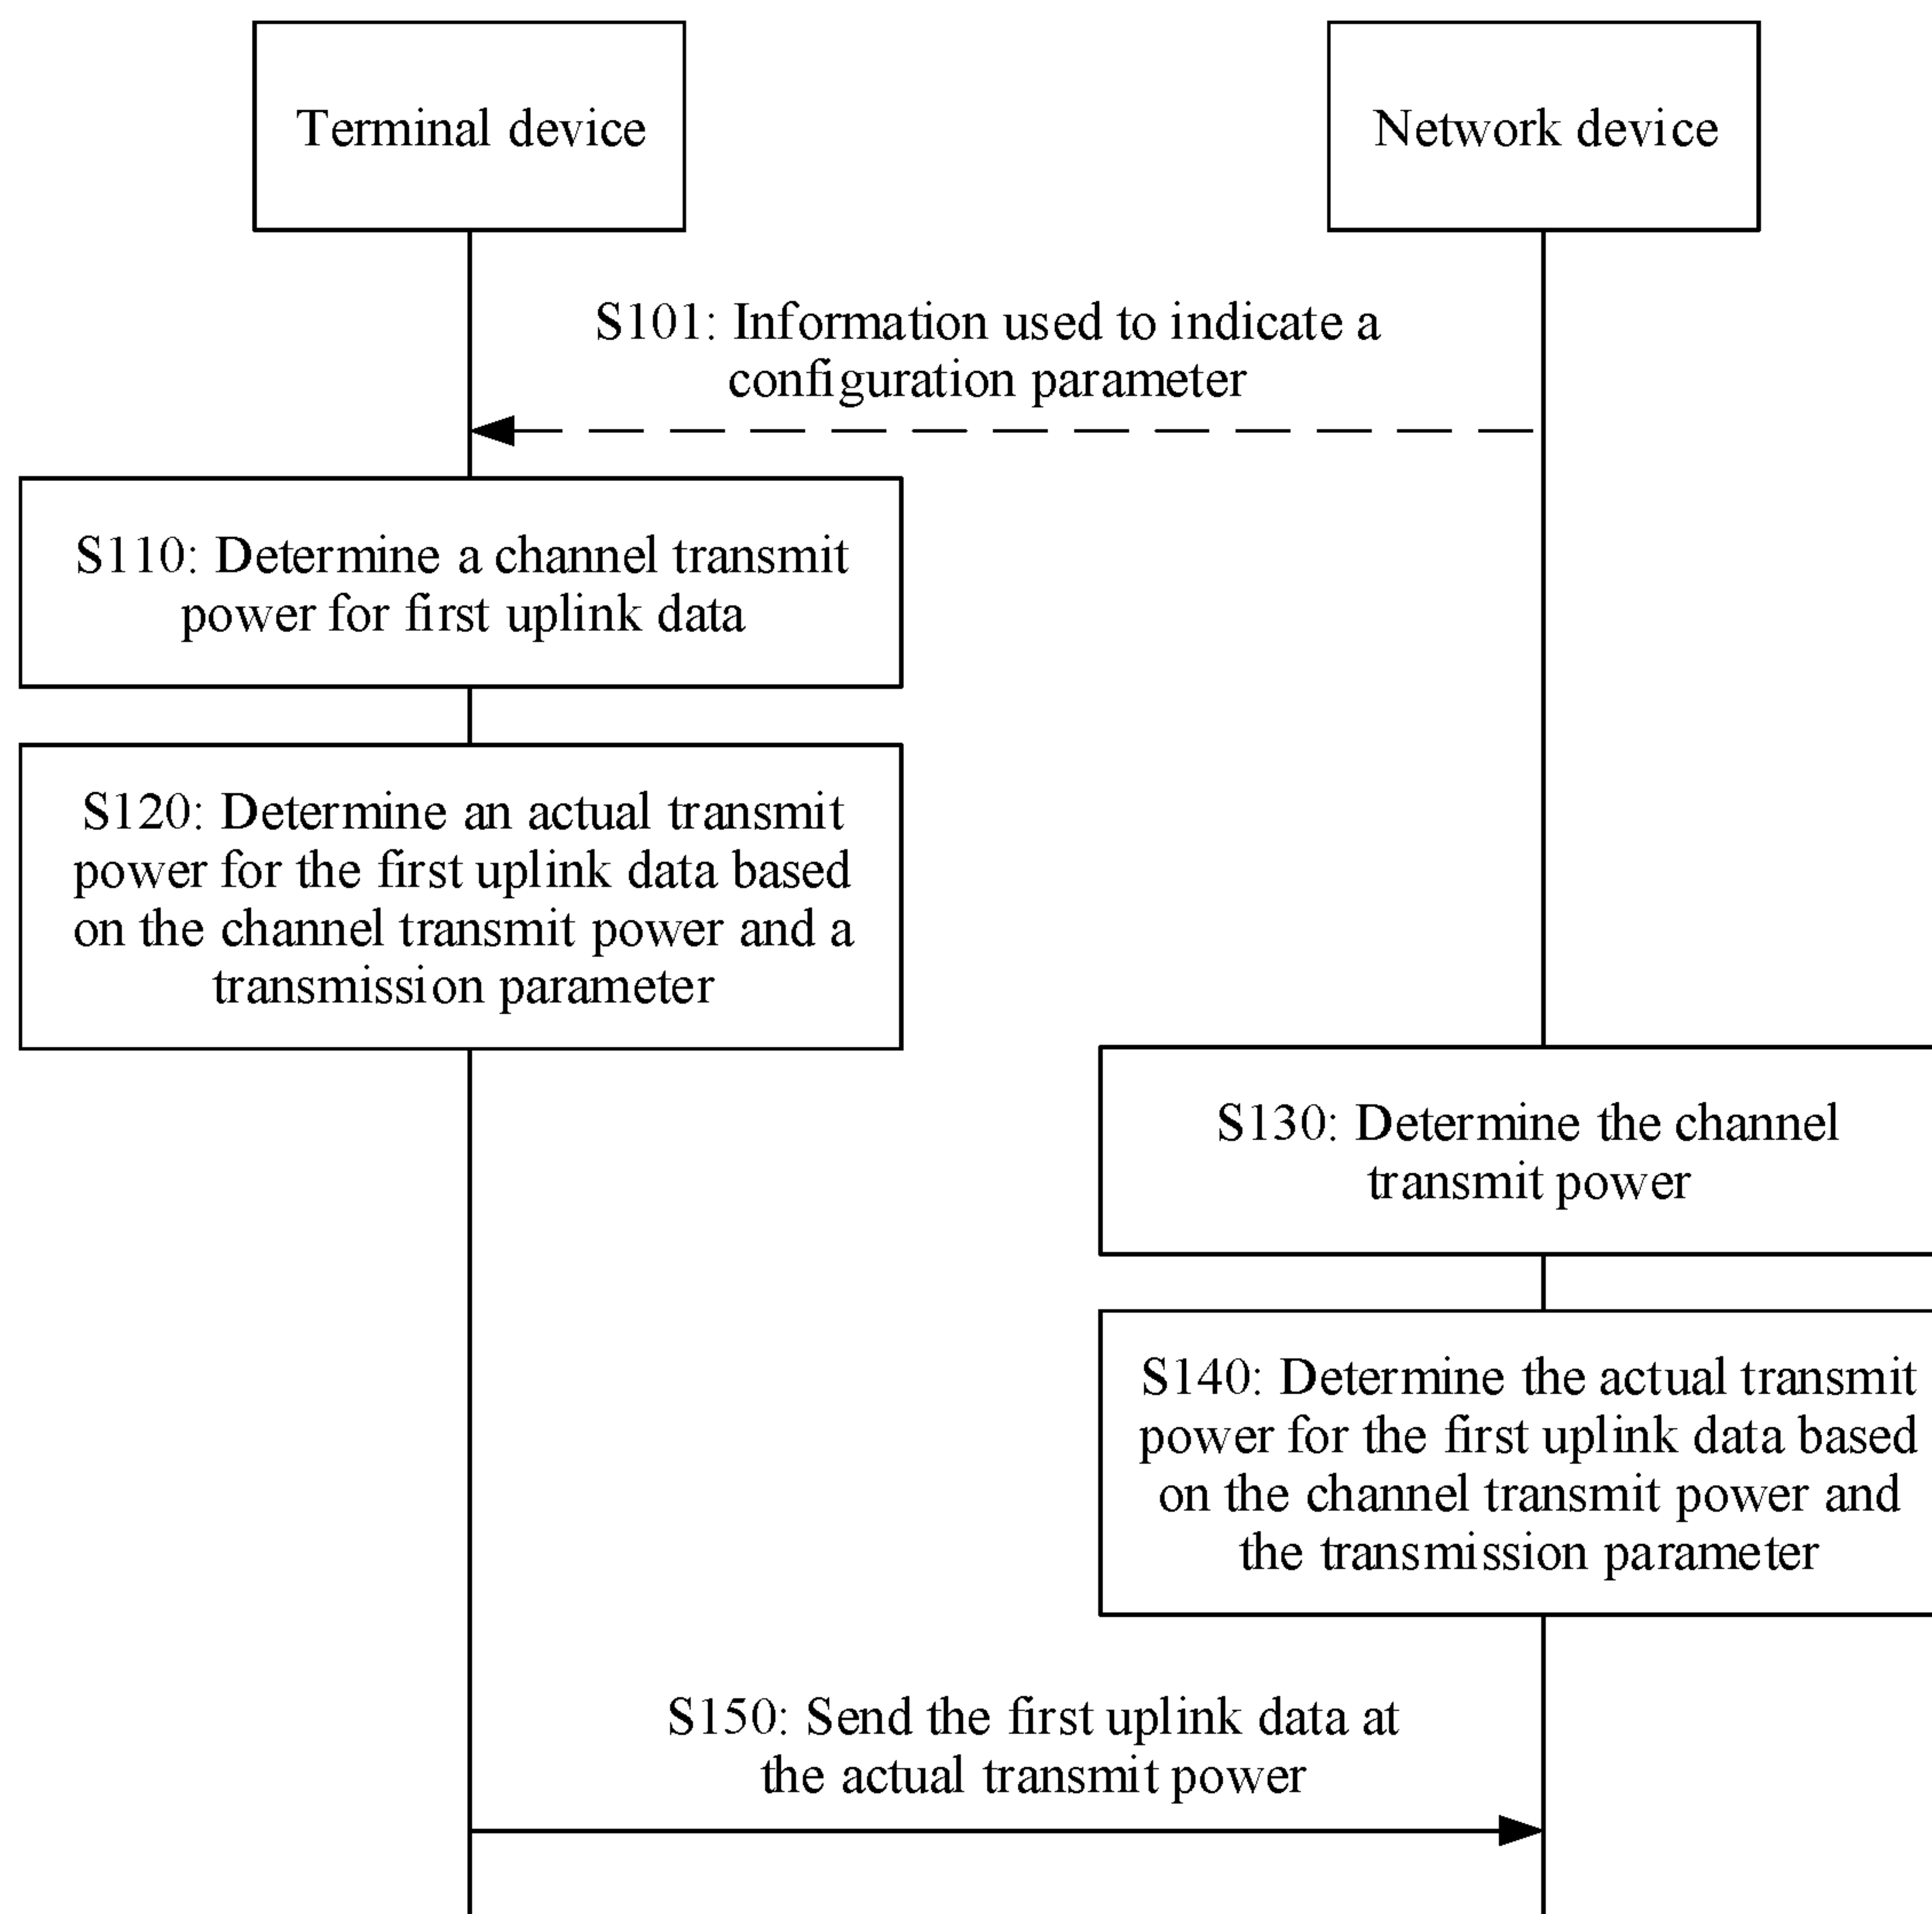 Terminal device
Network device
S101: Information used to indicate a
configuration parameter
S110: Determine a channel transmit
power for first uplink data
S120: Determine an actual transmit
power for the first uplink data based
on the channel transmit power and a
transmission parameter
S130: Determine the channel
transmit power
S140: Determine the actual transmit
power for the first uplink data based
on the channel transmit power and
the transmission parameter
S150: Send the first uplink data at
the actual transmit power